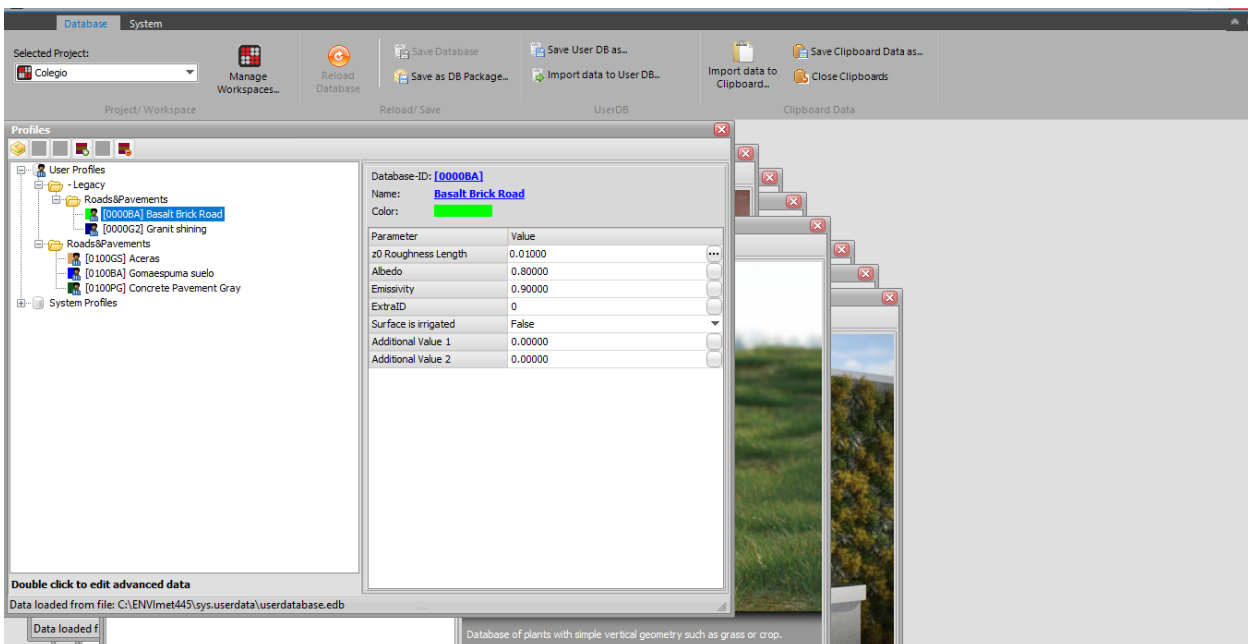 Database System
Selected Project:
Colegio
Manage Workspaces...
Reload Database
Save Database
Save as DB Package...
Save User DB as...
Import data to User DB...
Import data to Clipboard...
Save Clipboard Data as...
Close Clipboards
Project/ Workspace
Reload/ Save
UserDB
Clipboard Data
Profiles
User Profiles
- Legacy
Roads&Pavements
[0000BA] Basalt Brick Road
[0000G2] Granit shining
Roads&Pavements
[0100GS] Aceras
[0100BA] Gomaespuma suelo
[0100PG] Concrete Pavement Gray
System Profiles
Database-ID: [0000BA]
Name: Basalt Brick Road
Color:
Parameter Value
z0 Roughness Length 0.01000
Albedo 0.80000
Emissivity 0.90000
ExtraID 0
Surface is irrigated False
Additional Value 1 0.00000
Additional Value 2 0.00000
Double click to edit advanced data
Data loaded from file: C:\ENVImet445\sys.userdata\userdatabase.edb
Data loaded f
Database of plants with simple vertical geometry such as grass or crop.